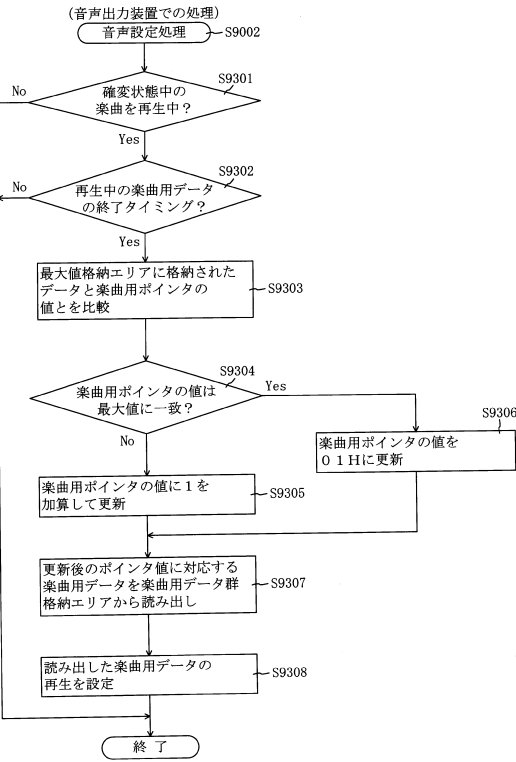 (音声出力装置での処理)
音声設定処理
S9002
S9301
No
確変状態中の
楽曲を再生中？
Yes
S9302
No
再生中の楽曲用データ
の終了タイミング？
Yes
最大値格納エリアに格納された
データと楽曲用ポインタの
値とを比較
S9303
S9304
楽曲用ポインタの値は
最大値に一致？
Yes
No
S9306
楽曲用ポインタの値を
０１Hに更新
楽曲用ポインタの値に１を
加算して更新
S9305
更新後のポインタ値に対応する
楽曲用データを楽曲用データ群
格納エリアから読み出し
S9307
読み出した楽曲用データの
再生を設定
S9308
終了